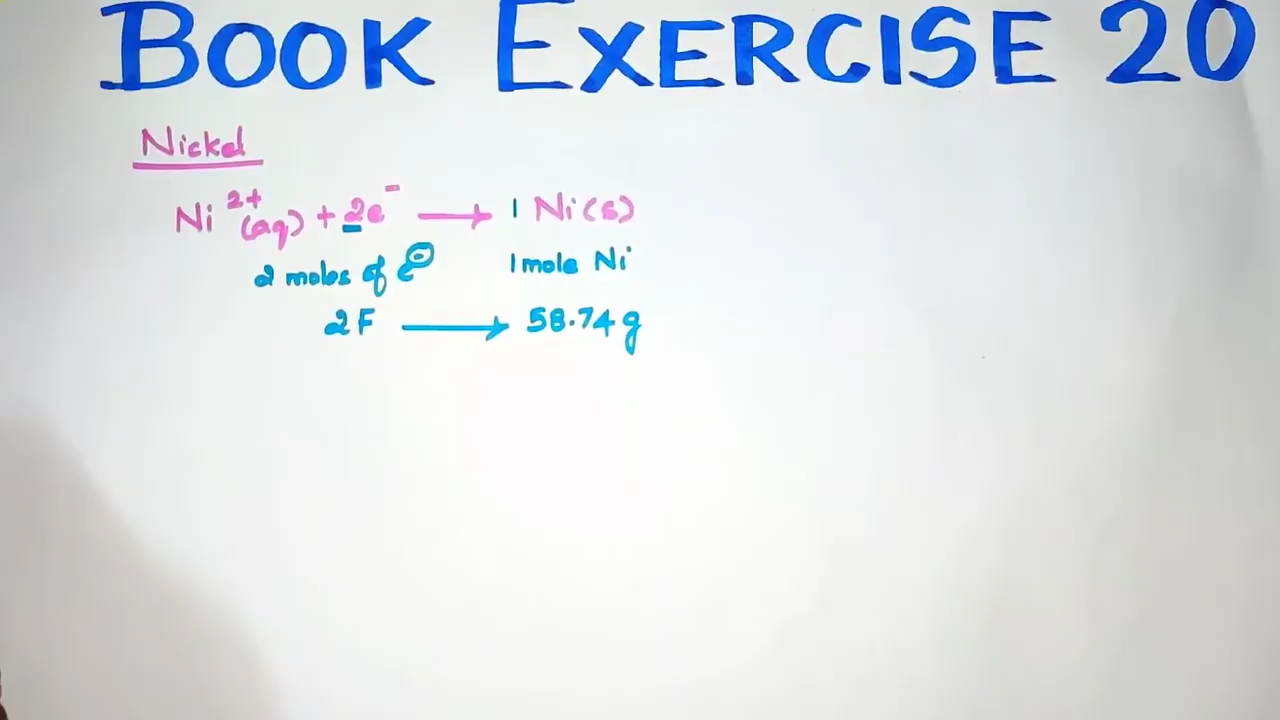 BOOK EXERCISE 20
Nickel
Ni²⁺(aq) + 2e⁻ ⟶ 1 Ni(s)
2 moles of e⊖ 1 mole Ni
2F ⟶ 58.74 g